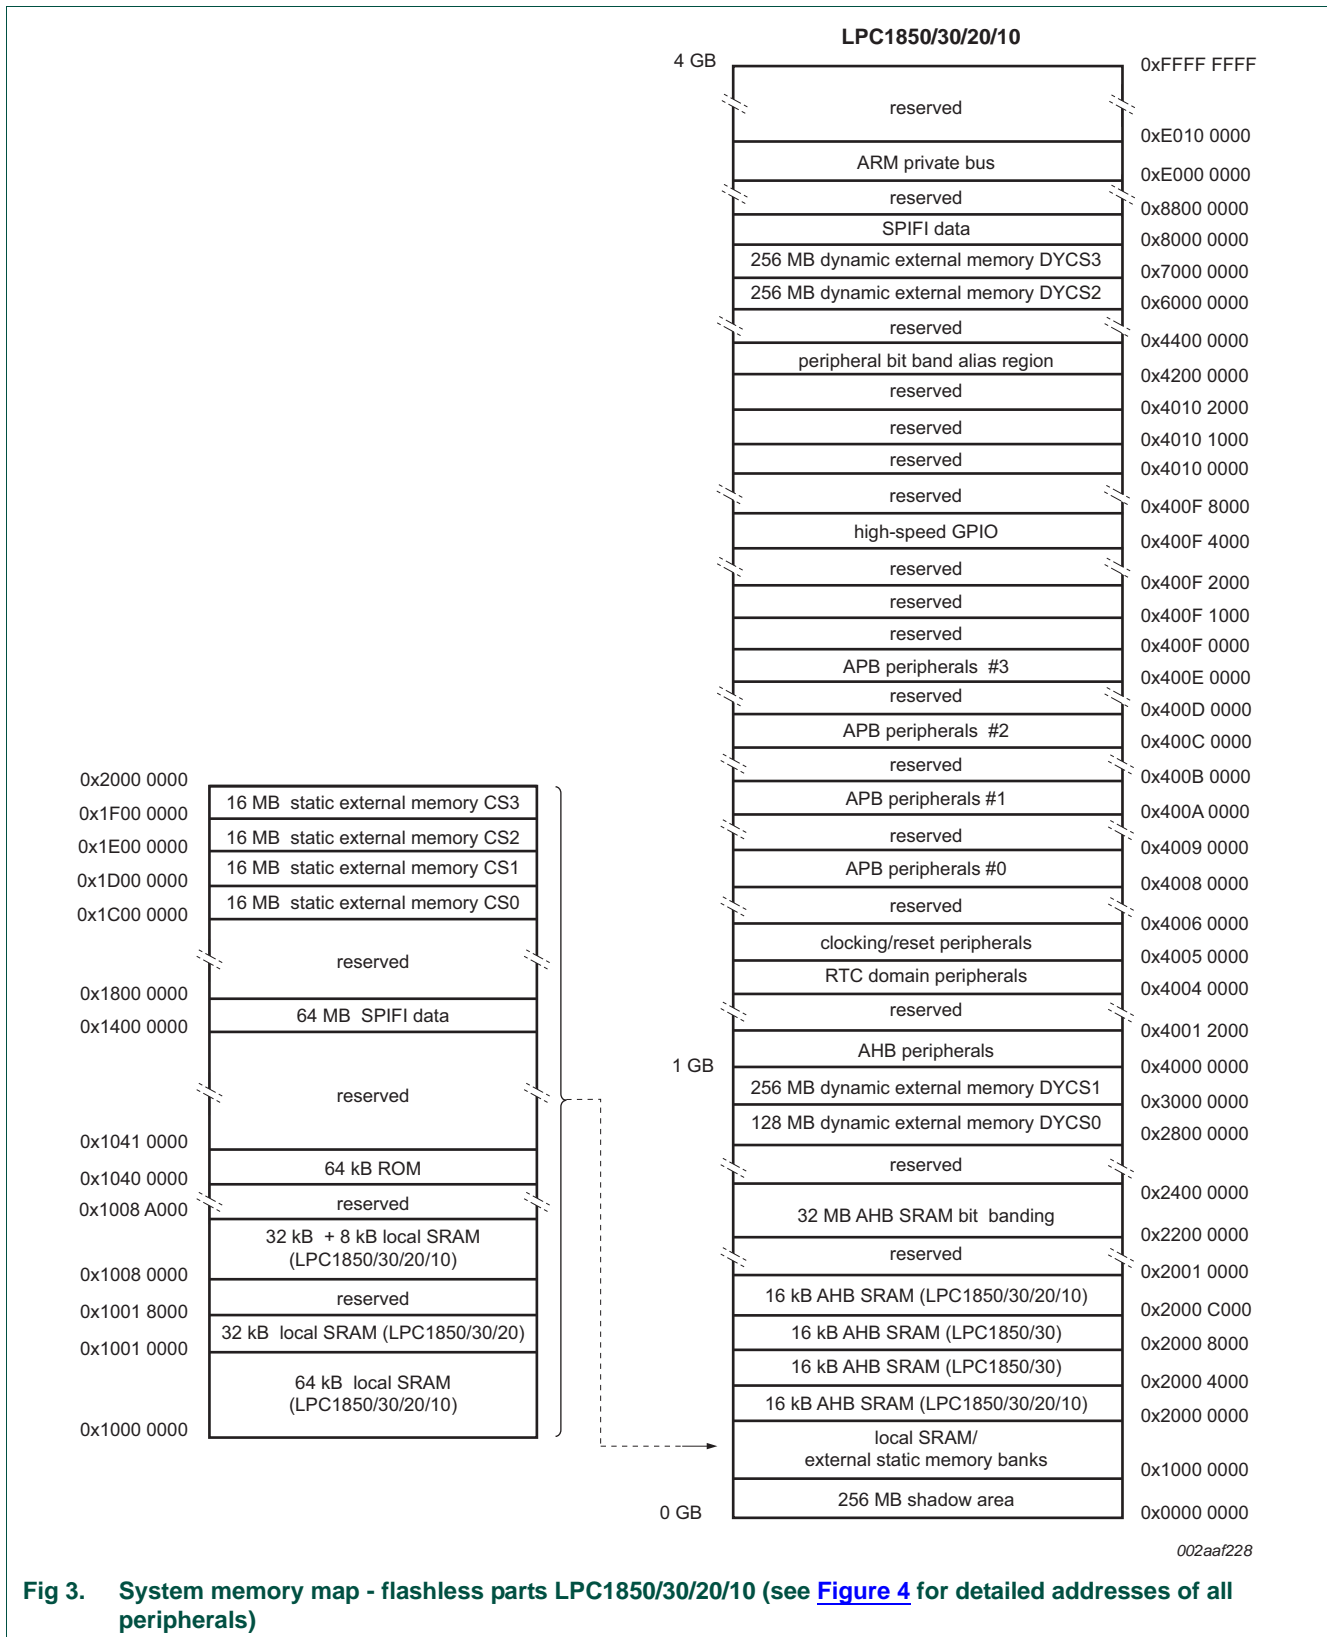 LPC1850/30/20/10
4 GB
0xFFFF FFFF
reserved
0xE010 0000
ARM private bus
0xE000 0000
reserved
0x8800 0000
SPIFI data
0x8000 0000
256 MB dynamic external memory DYCS3
0x7000 0000
256 MB dynamic external memory DYCS2
0x6000 0000
reserved
0x4400 0000
peripheral bit band alias region
0x4200 0000
reserved
0x4010 2000
reserved
0x4010 1000
reserved
0x4010 0000
reserved
0x400F 8000
high-speed GPIO
0x400F 4000
reserved
0x400F 2000
reserved
0x400F 1000
reserved
0x400F 0000
APB peripherals #3
0x400E 0000
reserved
0x400D 0000
APB peripherals #2
0x400C 0000
reserved
0x400B 0000
APB peripherals #1
0x400A 0000
reserved
0x4009 0000
APB peripherals #0
0x4008 0000
reserved
0x4006 0000
clocking/reset peripherals
0x4005 0000
RTC domain peripherals
0x4004 0000
reserved
0x4001 2000
AHB peripherals
1 GB
0x4000 0000
256 MB dynamic external memory DYCS1
0x3000 0000
128 MB dynamic external memory DYCS0
0x2800 0000
reserved
0x2400 0000
32 MB AHB SRAM bit banding
0x2200 0000
reserved
0x2001 0000
16 kB AHB SRAM (LPC1850/30/20/10)
0x2000 C000
16 kB AHB SRAM (LPC1850/30)
0x2000 8000
16 kB AHB SRAM (LPC1850/30)
0x2000 4000
16 kB AHB SRAM (LPC1850/30/20/10)
0x2000 0000
local SRAM/
external static memory banks
0x1000 0000
256 MB shadow area
0 GB
0x0000 0000
0x2000 0000
16 MB static external memory CS3
0x1F00 0000
16 MB static external memory CS2
0x1E00 0000
16 MB static external memory CS1
0x1D00 0000
16 MB static external memory CS0
0x1C00 0000
reserved
0x1800 0000
64 MB SPIFI data
0x1400 0000
reserved
0x1041 0000
64 kB ROM
0x1040 0000
reserved
0x1008 A000
32 kB + 8 kB local SRAM
(LPC1850/30/20/10)
0x1008 0000
reserved
0x1001 8000
32 kB local SRAM (LPC1850/30/20)
0x1001 0000
64 kB local SRAM
(LPC1850/30/20/10)
0x1000 0000
002aaf228
Fig 3. System memory map - flashless parts LPC1850/30/20/10 (see Figure 4 for detailed addresses of all
peripherals)